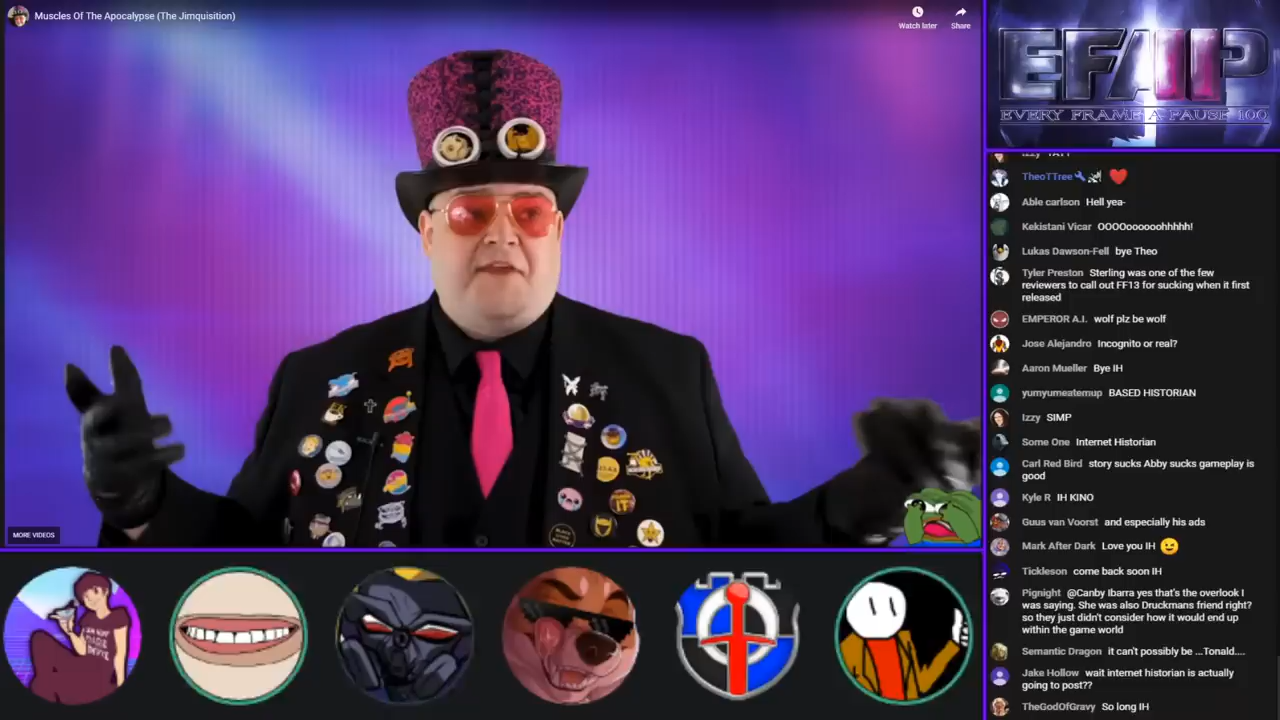 Muscles Of The Apocalypse (The Jimquisition)
Watch later
Share
MORE VIDEOS
EFAP
EVERY FRAME A PAUSE 100
TheoTTree
Able carlson Hell yea-
Kekistani Vicar OOOOoooooohhhhh!
Lukas Dawson-Fell bye Theo
Tyler Preston Sterling was one of the few
reviewers to call out FF13 for sucking when it first
released
EMPEROR A.I. wolf plz be wolf
Jose Alejandro Incognito or real?
Aaron Mueller Bye IH
yumyumeatemup BASED HISTORIAN
Izzy SIMP
Some One Internet Historian
Carl Red Bird story sucks Abby sucks gameplay is
good
Kyle R IH KINO
Guus van Voorst and especially his ads
Mark After Dark Love you IH 😉
Tickleson come back soon IH
Pignight @Canby Ibarra yes that's the overlook I
was saying. She was also Druckmans friend right?
so they just didn't consider how it would end up
within the game world
Semantic Dragon it can't possibly be ...Tonald....
Jake Hollow wait internet historian is actually
going to post??
TheGodOfGravy So long IH